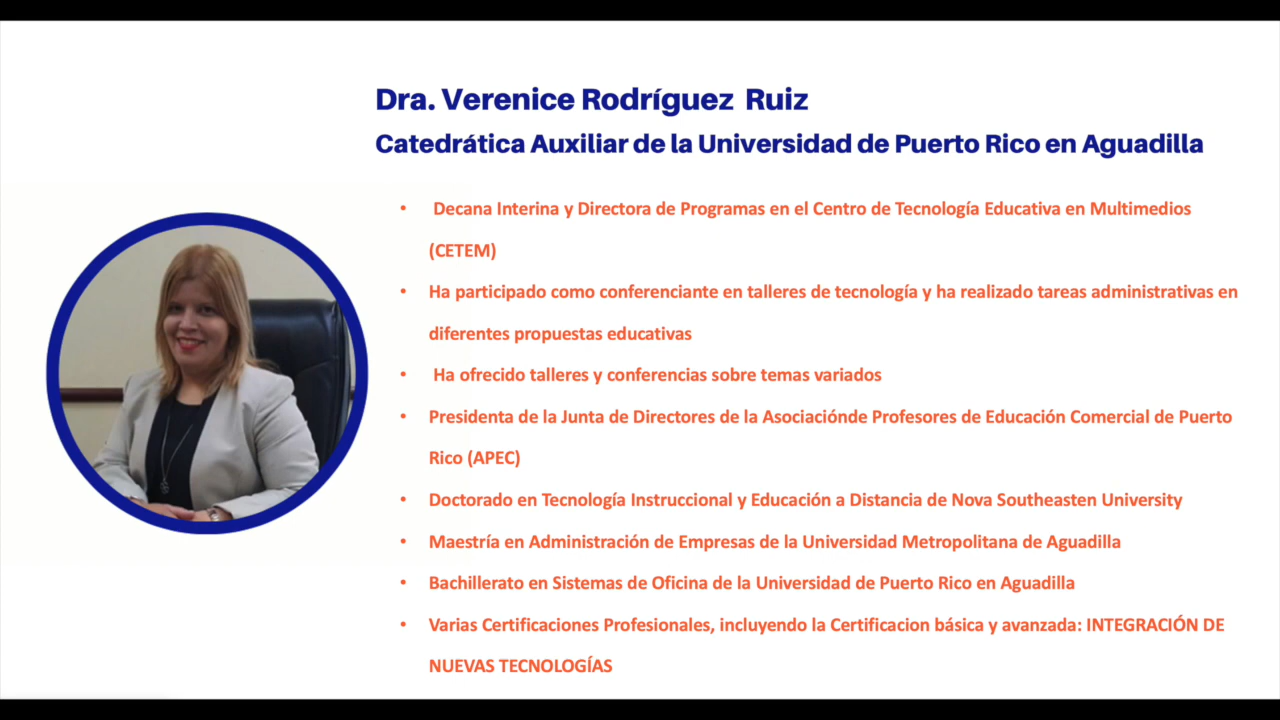 Dra. Verenice Rodríguez Ruiz
Catedrática Auxiliar de la Universidad de Puerto Rico en Aguadilla
• Decana Interina y Directora de Programas en el Centro de Tecnología Educativa en Multimedios
(CETEM)
• Ha participado como conferenciante en talleres de tecnología y ha realizado tareas administrativas en
diferentes propuestas educativas
• Ha ofrecido talleres y conferencias sobre temas variados
• Presidenta de la Junta de Directores de la Asociaciónde Profesores de Educación Comercial de Puerto
Rico (APEC)
• Doctorado en Tecnología Instruccional y Educación a Distancia de Nova Southeasten University
• Maestría en Administración de Empresas de la Universidad Metropolitana de Aguadilla
• Bachillerato en Sistemas de Oficina de la Universidad de Puerto Rico en Aguadilla
• Varias Certificaciones Profesionales, incluyendo la Certificacion básica y avanzada: INTEGRACIÓN DE
NUEVAS TECNOLOGÍAS